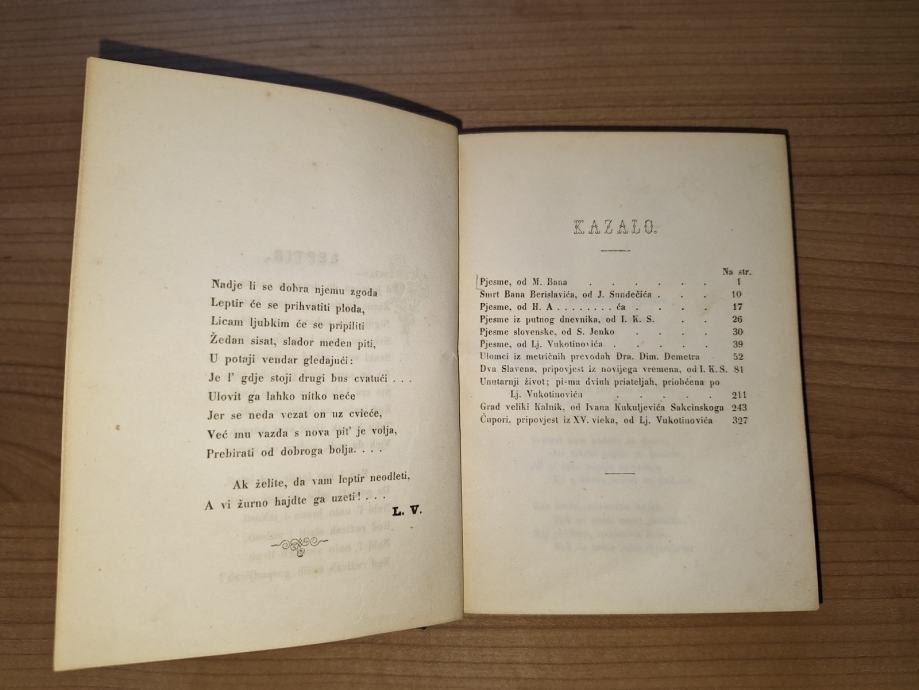 Nadje li se dobra njemu zgoda
Leptir će se prihvatiti ploda,
Licam ljubkim će se pripiliti
Žedan sisat, slador meden piti,
U potaji vendar gledajući:
Je l' gdje stoji drugi bus cvatući . . .
Ulovit ga lahko nitko neće
Jer se neda vezat on uz cvieće,
Već mu vazda s nova pit' je volja,
Prebirati od dobroga bolja. . . .
Ak želite, da vam leptir neodleti,
A vi žurno hajdte ga uzeti! . . .
L. V.
KAZALO.
Na str.
Pjesme, od M. Bana . . . . . . 1
Smrt Bana Berislavića, od J. Sundečića . . . 10
Pjesme, od H. A . . . . . . . . ća . . . . 17
Pjesme iz putnog dnevnika, od I. K. S. . . . 26
Pjesme slovenske, od S. Jenko . . . . . 30
Pjesme, od Lj. Vukotinovića . . . . . 39
Ulomci iz metričnih prevodah Dra. Dim. Demetra . . 52
Dva Slavena, pripovjest iz novijega vremena, od I. K. S. 81
Unutarnji život; pisma dviuh priateljah, priobćena po
Lj. Vukotinoviću . . . . . . 211
Grad veliki Kalnik, od Ivana Kukuljevića Sakcinskoga 243
Čupori, pripovjest iz XV. vieka, od Lj. Vukotinovića 327